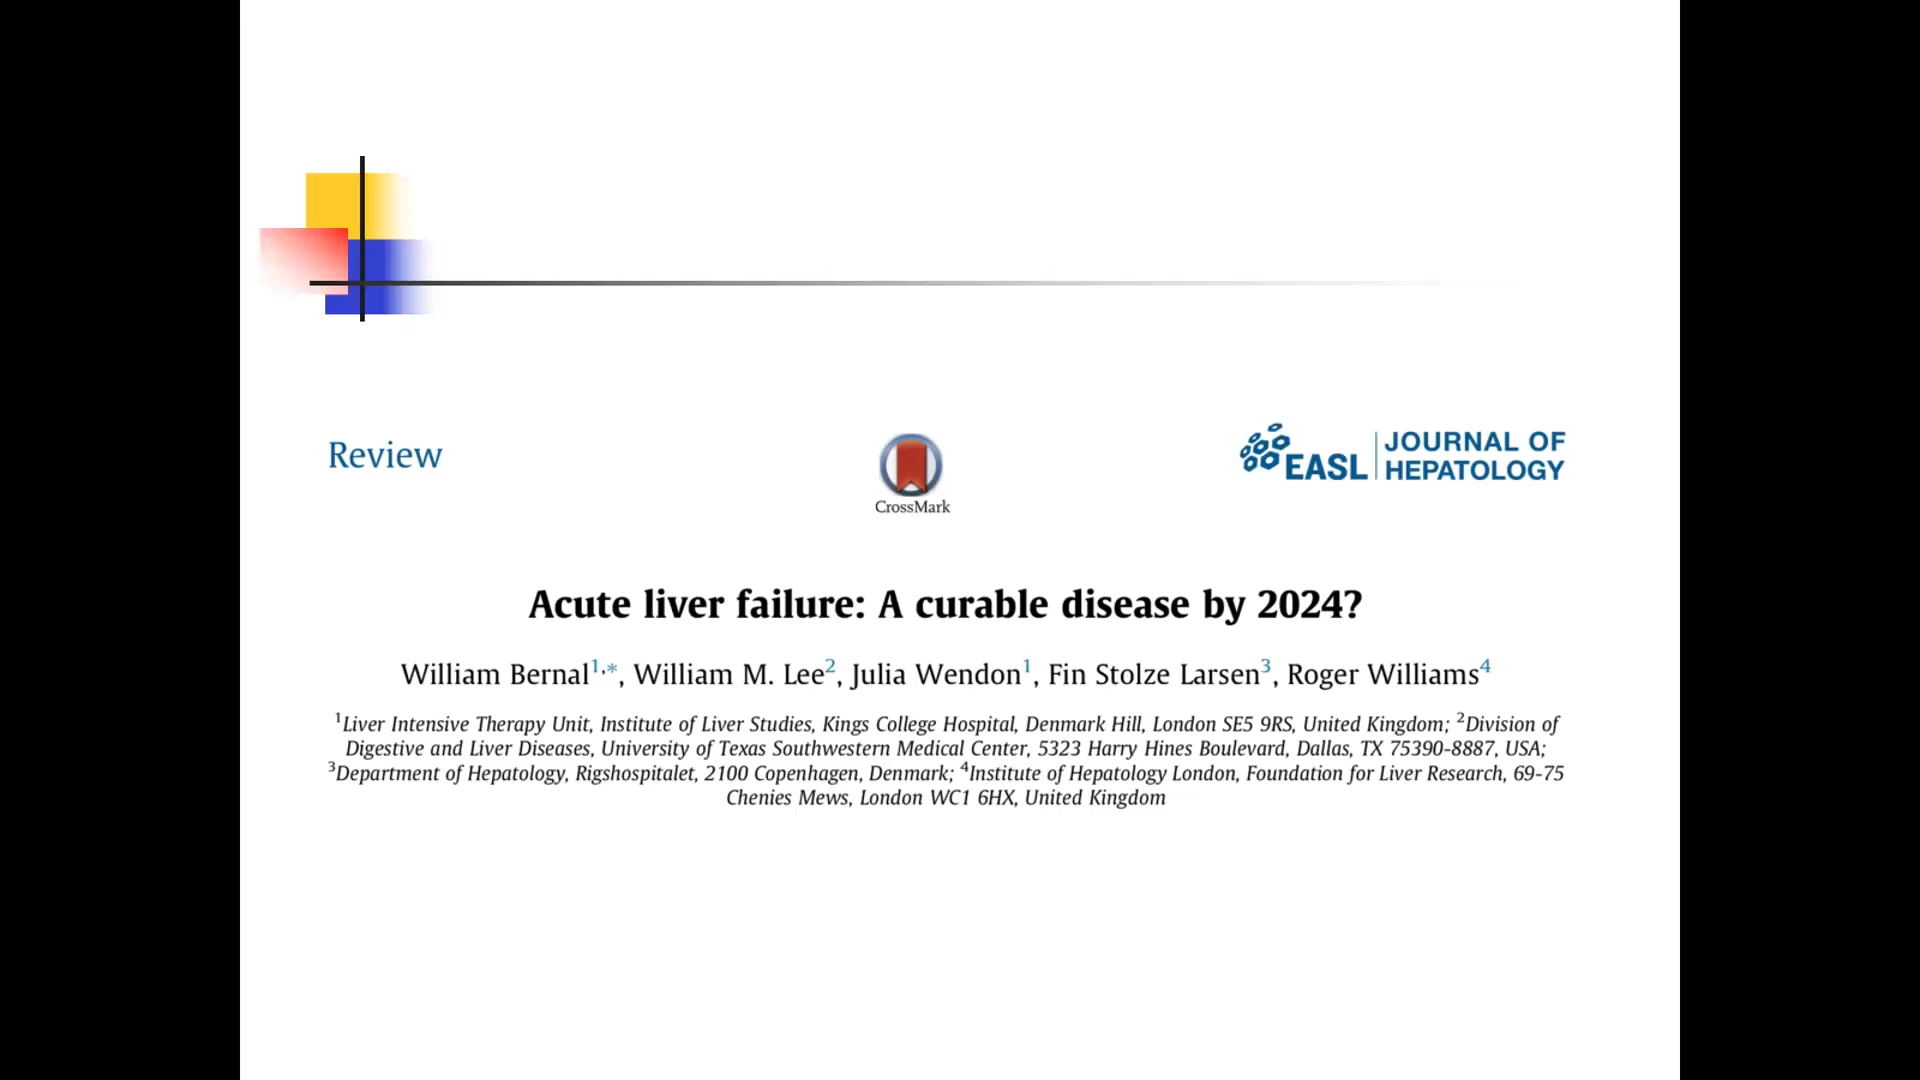 Review
CrossMark
EASL
JOURNAL OF
HEPATOLOGY
Acute liver failure: A curable disease by 2024?
William Bernal1,*, William M. Lee2, Julia Wendon1, Fin Stolze Larsen3, Roger Williams4
1Liver Intensive Therapy Unit, Institute of Liver Studies, Kings College Hospital, Denmark Hill, London SE5 9RS, United Kingdom; 2Division of
Digestive and Liver Diseases, University of Texas Southwestern Medical Center, 5323 Harry Hines Boulevard, Dallas, TX 75390-8887, USA;
3Department of Hepatology, Rigshospitalet, 2100 Copenhagen, Denmark; 4Institute of Hepatology London, Foundation for Liver Research, 69-75
Chenies Mews, London WC1 6HX, United Kingdom